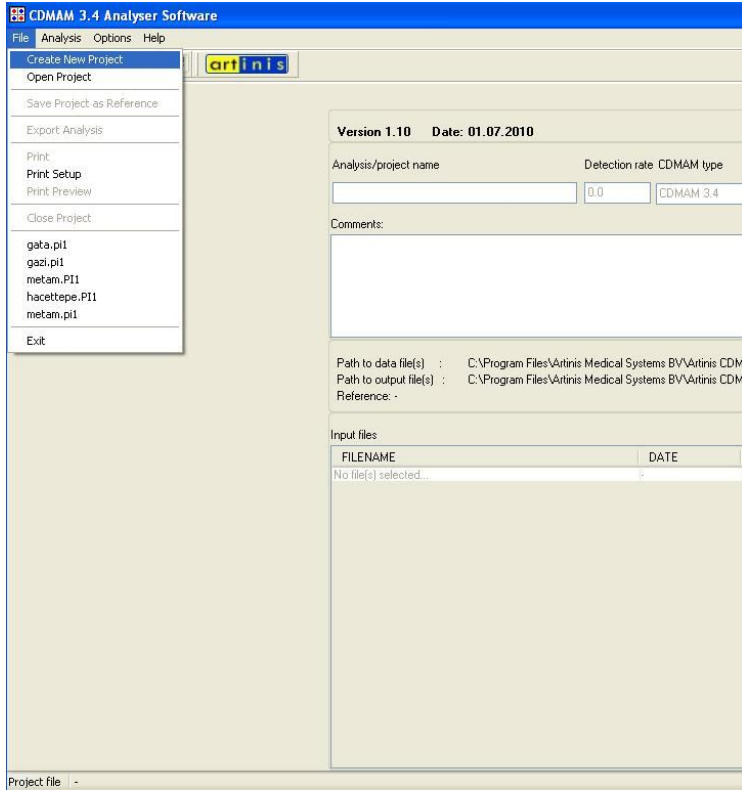 CDMAM 3.4 Analyser Software
File Analysis Options Help
Create New Project
Open Project
Save Project as Reference
Export Analysis
Print
Print Setup
Print Preview
Close Project
gata.pi1
gazi.pi1
metam.PI1
hacettepe.PI1
metam.pi1
Exit
artinis
Version 1.10 Date: 01.07.2010
Analysis/project name Detection rate CDMAM type
0.0 CDMAM 3.4
Comments:
Path to data file(s) : C:\Program Files\Artinis Medical Systems BV\Artinis CDM
Path to output file(s) : C:\Program Files\Artinis Medical Systems BV\Artinis CDM
Reference: -
Input files
FILENAME DATE
No file(s) selected... -
Project file -